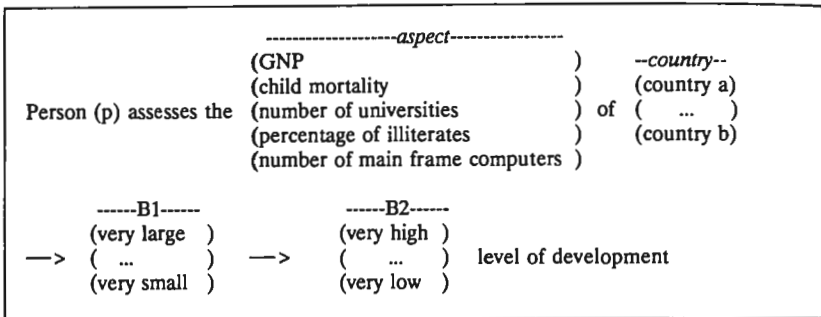 --------------------aspect-----------------
(GNP ) --country--
(child mortality ) (country a)
Person (p) assesses the (number of universities ) of ( ... )
(percentage of illiterates ) (country b)
(number of main frame computers )
------B1------ ------B2------
(very large ) (very high )
—> ( ... ) —> ( ... ) level of development
(very small ) (very low )